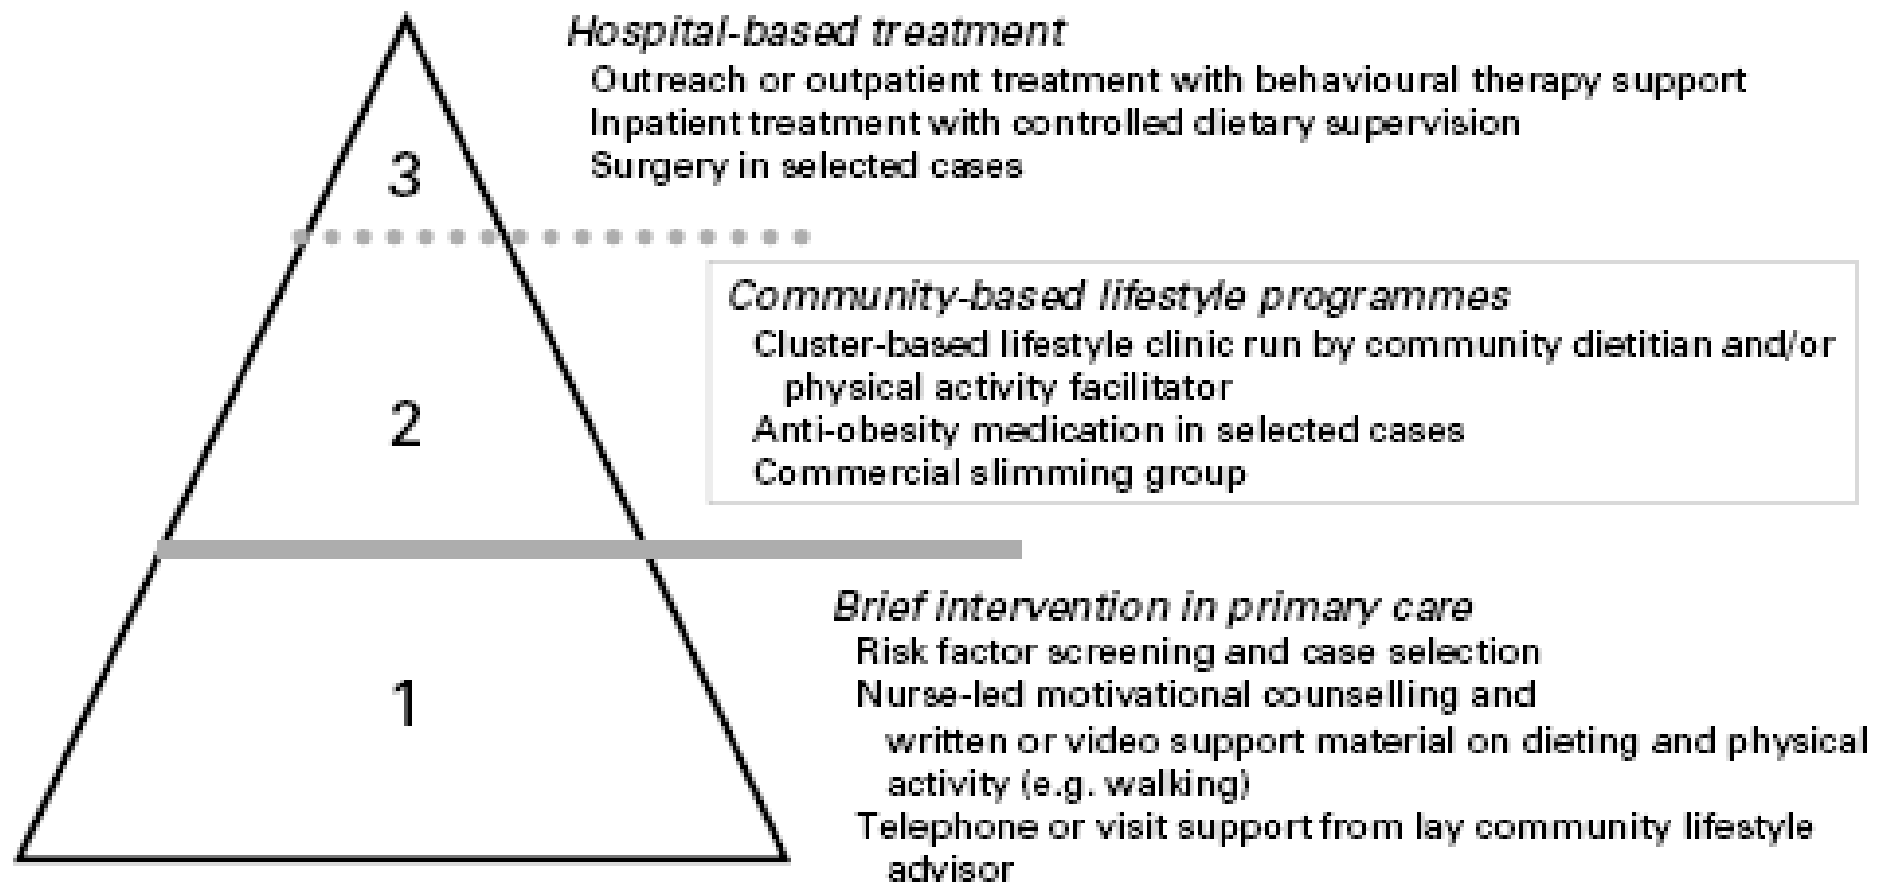 Hospital-based treatment
Outreach or outpatient treatment with behavioural therapy support
Inpatient treatment with controlled dietary supervision
Surgery in selected cases
3
Community-based lifestyle programmes
Cluster-based lifestyle clinic run by community dietitian and/or
physical activity facilitator
2
Anti-obesity medication in selected cases
Commercial slimming group
Brief intervention in primary care
Risk factor screening and case selection
Nurse-led motivational counselling and
1
written or video support material on dieting and physical
activity (e.g. walking)
Telephone or visit support from lay community lifestyle
advisor